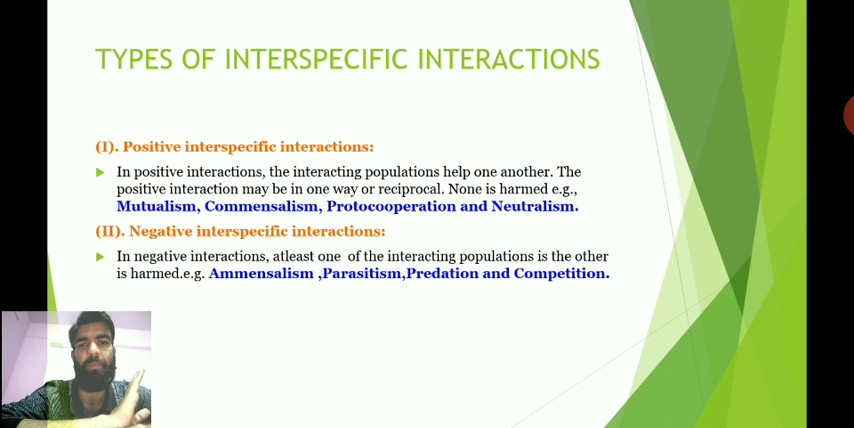 TYPES OF INTERSPECIFIC INTERACTIONS
(I). Positive interspecific interactions:
In positive interactions, the interacting populations help one another. The
positive interaction may be in one way or reciprocal. None is harmed e.g.,
Mutualism, Commensalism, Protocooperation and Neutralism.
(II). Negative interspecific interactions:
In negative interactions, atleast one of the interacting populations is the other
is harmed.e.g. Ammensalism ,Parasitism,Predation and Competition.